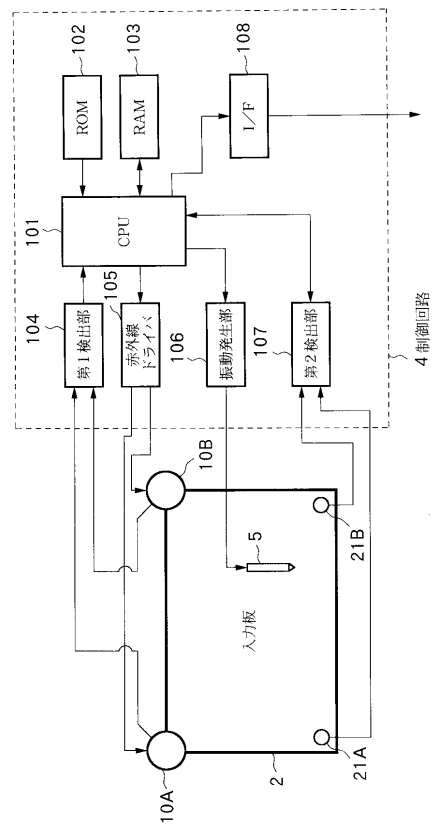 102
103
108
ROM
RAM
I/F
101
CPU
104
105
106
107
第1検出部
赤外線
ドライバ
振動発生部
第2検出部
4制御回路
10B
5
21B
入力板
10A
2
21A